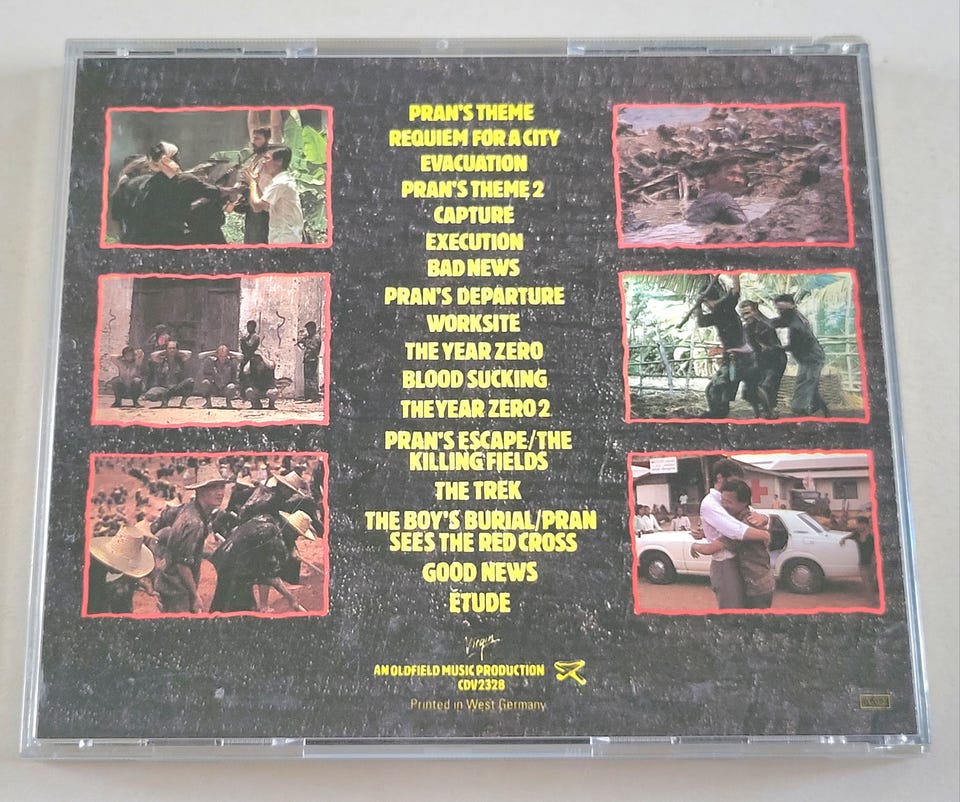 PRAN'S THEME
REQUIEM FOR A CITY
EVACUATION
PRAN'S THEME 2
CAPTURE
EXECUTION
BAD NEWS
PRAN'S DEPARTURE
WORKSITE
THE YEAR ZERO
BLOOD SUCKING
THE YEAR ZERO 2
PRAN'S ESCAPE/THE
KILLING FIELDS
THE TREK
THE BOY'S BURIAL/PRAN
SEES THE RED CROSS
GOOD NEWS
ÉTUDE
Virgin
AN OLDFIELD MUSIC PRODUCTION
CDV2328
Printed in West Germany